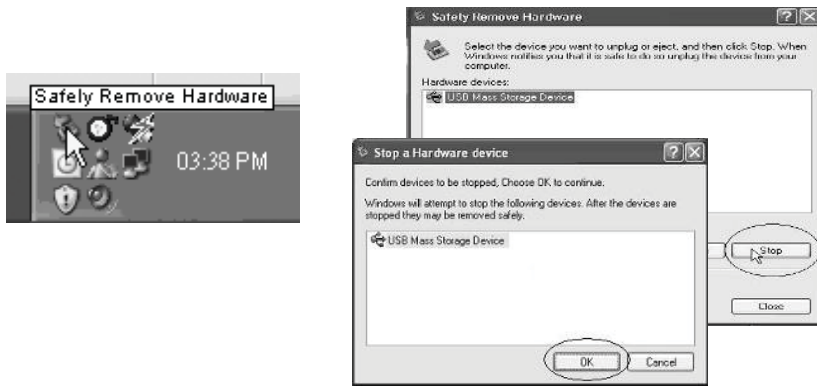 Safely Remove Hardware
03:38 PM
Safely Remove Hardware
Select the device you want to unplug or eject, and then click Stop. When
Windows notifies you that it is safe to do so unplug the device from your
computer.
Hardware devices:
USB Mass Storage Device
Stop
Close
Stop a Hardware device
Confirm devices to be stopped, Choose OK to continue.
Windows will attempt to stop the following devices. After the devices are
stopped they may be removed safely.
USB Mass Storage Device
OK
Cancel